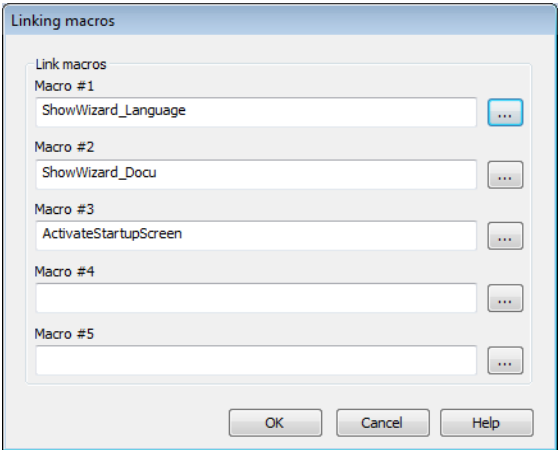 Linking macros
Link macros
Macro #1
ShowWizard_Language
...
Macro #2
ShowWizard_Docu
...
Macro #3
ActivateStartupScreen
...
Macro #4
...
Macro #5
...
OK Cancel Help